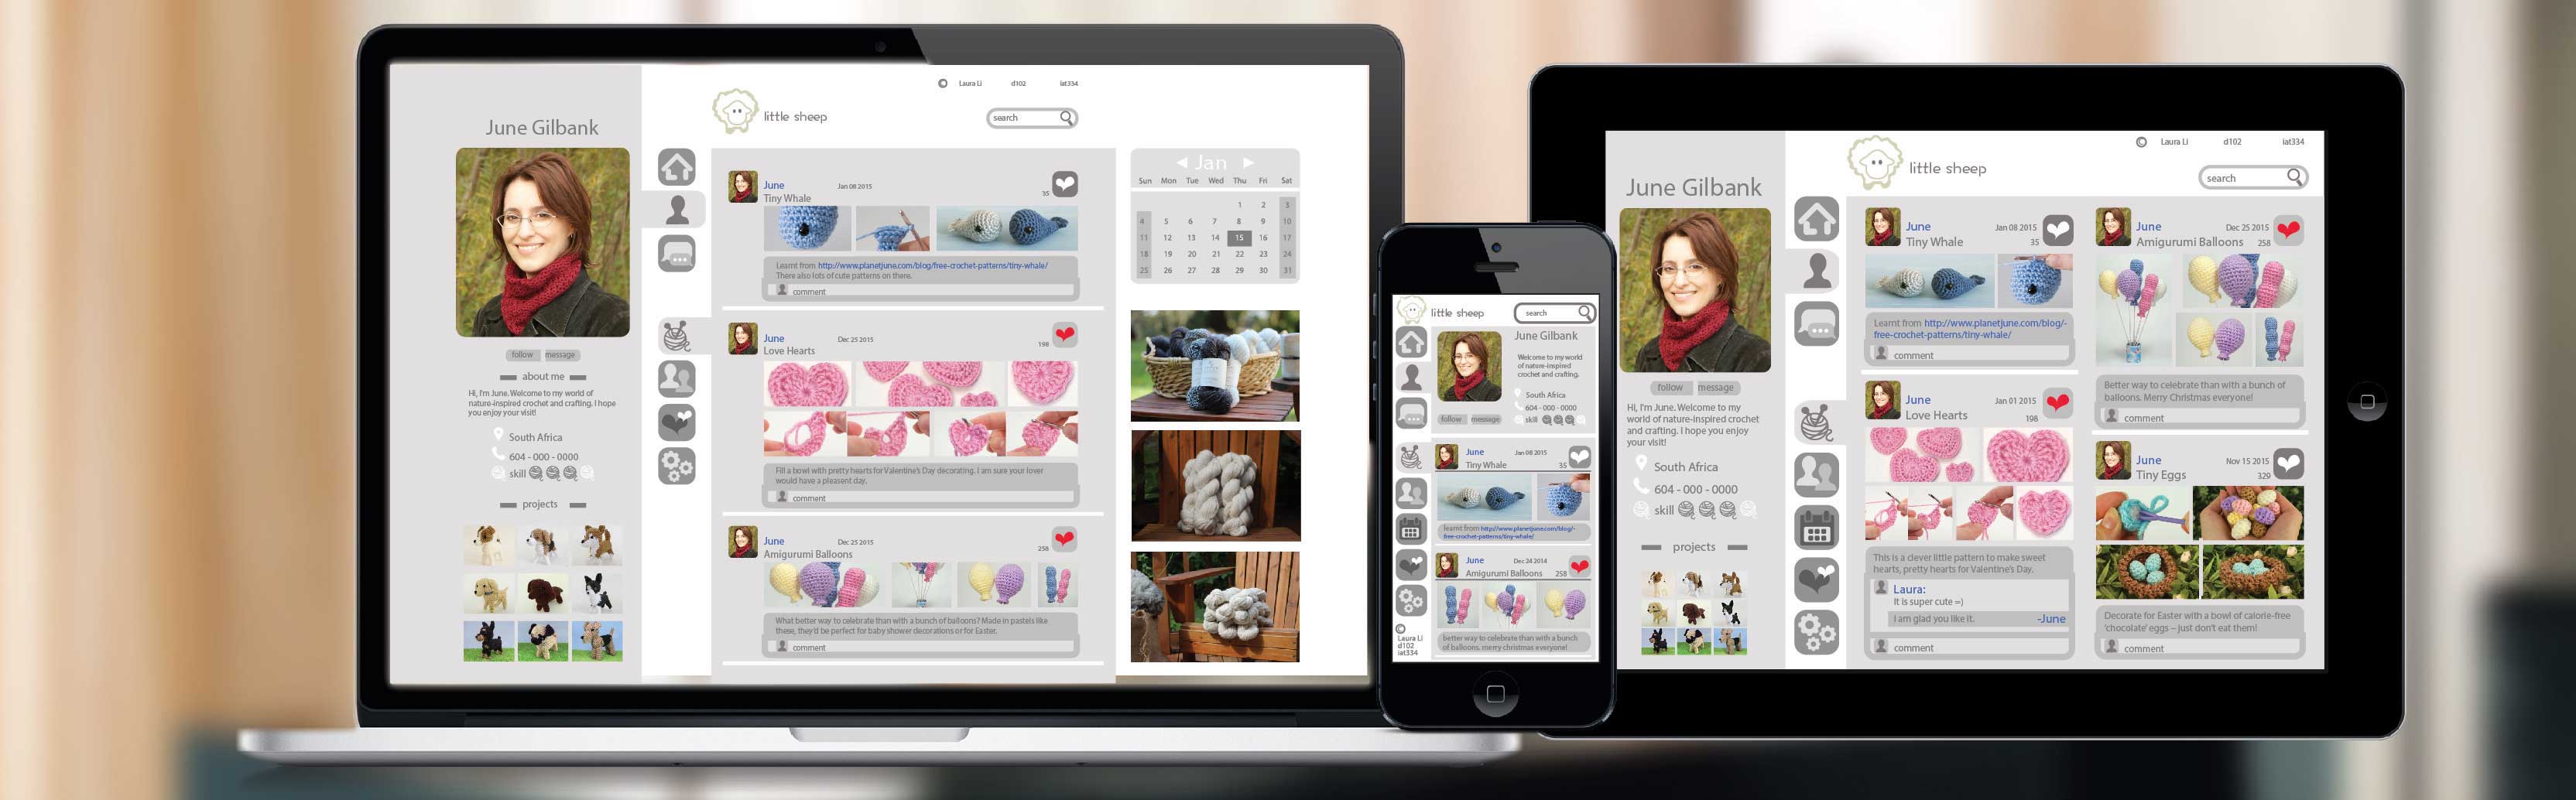 © Laura Li d102 iat334
little sheep
search
June Gilbank
follow message
about me
Hi, I'm June. Welcome to my world of
nature-inspired crochet and crafting. I hope
you enjoy your visit!
South Africa
604 - 000 - 0000
skill
projects
June Jan 08 2015
Tiny Whale 35
Learnt from http://www.planetjune.com/blog/free-crochet-patterns/tiny-whale/
There also lots of cute patterns on there.
comment
June Dec 25 2015
Love Hearts 198
Fill a bowl with pretty hearts for Valentine's Day decorating. I am sure your lover
would have a pleasent day.
comment
June Dec 25 2015
Amigurumi Balloons 258
What better way to celebrate than with a bunch of balloons? Made in pastels like
these, they'd be perfect for baby shower decorations or for Easter.
comment
Jan
Sun Mon Tue Wed Thu Fri Sat
1 2 3
4 5 6 7 8 9 10
11 12 13 14 15 16 17
18 19 20 21 22 23 24
25 26 27 28 29 30 31
little sheep
search
June Gilbank
Welcome to my world
of nature-inspired
crochet and crafting.
South Africa
604 - 000 - 0000
follow message skill
June Jan 08 2015
Tiny Whale 35
learnt from http://www.planetjune.com/blog/-
free-crochet-patterns/tiny-whale/
June Dec 24 2014
Amigurumi Balloons 258
better way to celebrate than with a bunch
of balloons. merry christmas everyone!
©
Laura Li
d102
iat334
© Laura Li d102 iat334
little sheep
search
June Gilbank
follow message
Hi, I'm June. Welcome to my
world of nature-inspired crochet
and crafting. I hope you enjoy
your visit!
South Africa
604 - 000 - 0000
skill
projects
June Jan 08 2015
Tiny Whale 35
Learnt from http://www.planetjune.com/blog/-
free-crochet-patterns/tiny-whale/
comment
June Jan 01 2015
Love Hearts 198
This is a clever little pattern to make sweet
hearts, pretty hearts for Valentine's Day.
Laura:
It is super cute =)
I am glad you like it. -June
comment
June Dec 25 2015
Amigurumi Balloons 258
Better way to celebrate than with a bunch of
balloons. Merry Christmas everyone!
comment
June Nov 15 2015
Tiny Eggs 329
Decorate for Easter with a bowl of calorie-free
'chocolate' eggs – just don't eat them!
comment